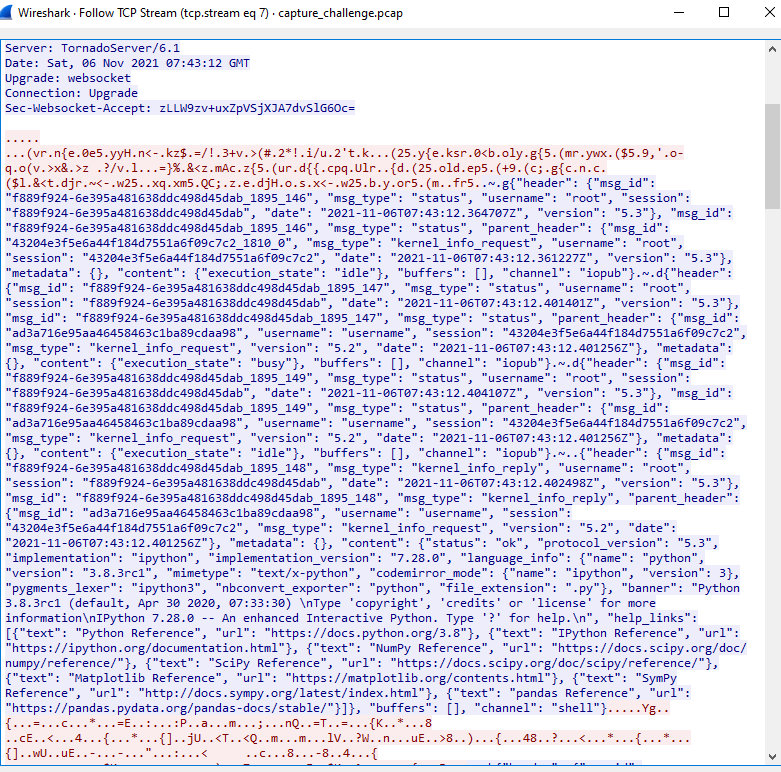 Wireshark · Follow TCP Stream (tcp.stream eq 7) · capture_challenge.pcap
Server: TornadoServer/6.1
Date: Sat, 06 Nov 2021 07:43:12 GMT
Upgrade: websocket
Connection: Upgrade
Sec-Websocket-Accept: zLLW9zv+uxZpVSjXJA7dvSlG6Oc=
.....
...(vr.n{e.0e5.yyH.n<-.kz$.=/!.3+v.>(#.2*!.i/u.2't.k...(25.y{e.ksr.0<b.oly.g{5.(mr.ywx.($5.9,'.o-
q.o(v.>x&.>z .?/v.l...=}%.&<z.mAc.z{5.(ur.d{{.cpq.Ulr..{d.(25.old.ep5.(+9.(c;.g{c.n.c.
($l.&<t.djr.~<-.w25..xq.xm5.QC;.z.e.djH.o.s.x<-.w25.b.y.or5.(m..fr5..~.g{"header": {"msg_id":
"f889f924-6e395a481638ddc498d45dab_1895_146", "msg_type": "status", "username": "root", "session":
"f889f924-6e395a481638ddc498d45dab", "date": "2021-11-06T07:43:12.364707Z", "version": "5.3"}, "msg_id":
"f889f924-6e395a481638ddc498d45dab_1895_146", "msg_type": "status", "parent_header": {"msg_id":
"43204e3f5e6a44f184d7551a6f09c7c2_1810_0", "msg_type": "kernel_info_request", "username": "root",
"session": "43204e3f5e6a44f184d7551a6f09c7c2", "date": "2021-11-06T07:43:12.361227Z", "version": "5.3"},
"metadata": {}, "content": {"execution_state": "idle"}, "buffers": [], "channel": "iopub"}.~.d{"header":
{"msg_id": "f889f924-6e395a481638ddc498d45dab_1895_147", "msg_type": "status", "username": "root",
"session": "f889f924-6e395a481638ddc498d45dab", "date": "2021-11-06T07:43:12.401401Z", "version": "5.3"},
"msg_id": "f889f924-6e395a481638ddc498d45dab_1895_147", "msg_type": "status", "parent_header": {"msg_id":
"ad3a716e95aa46458463c1ba89cdaa98", "username": "username", "session": "43204e3f5e6a44f184d7551a6f09c7c2",
"msg_type": "kernel_info_request", "version": "5.2", "date": "2021-11-06T07:43:12.401256Z"}, "metadata":
{}, "content": {"execution_state": "busy"}, "buffers": [], "channel": "iopub"}.~.d{"header": {"msg_id":
"f889f924-6e395a481638ddc498d45dab_1895_149", "msg_type": "status", "username": "root", "session":
"f889f924-6e395a481638ddc498d45dab", "date": "2021-11-06T07:43:12.404107Z", "version": "5.3"}, "msg_id":
"f889f924-6e395a481638ddc498d45dab_1895_149", "msg_type": "status", "parent_header": {"msg_id":
"ad3a716e95aa46458463c1ba89cdaa98", "username": "username", "session": "43204e3f5e6a44f184d7551a6f09c7c2",
"msg_type": "kernel_info_request", "version": "5.2", "date": "2021-11-06T07:43:12.401256Z"}, "metadata":
{}, "content": {"execution_state": "idle"}, "buffers": [], "channel": "iopub"}.~..{"header": {"msg_id":
"f889f924-6e395a481638ddc498d45dab_1895_148", "msg_type": "kernel_info_reply", "username": "root",
"session": "f889f924-6e395a481638ddc498d45dab", "date": "2021-11-06T07:43:12.402498Z", "version": "5.3"},
"msg_id": "f889f924-6e395a481638ddc498d45dab_1895_148", "msg_type": "kernel_info_reply", "parent_header":
{"msg_id": "ad3a716e95aa46458463c1ba89cdaa98", "username": "username", "session":
"43204e3f5e6a44f184d7551a6f09c7c2", "msg_type": "kernel_info_request", "version": "5.2", "date":
"2021-11-06T07:43:12.401256Z"}, "metadata": {}, "content": {"status": "ok", "protocol_version": "5.3",
"implementation": "ipython", "implementation_version": "7.28.0", "language_info": {"name": "python",
"version": "3.8.3rc1", "mimetype": "text/x-python", "codemirror_mode": {"name": "ipython", "version": 3},
"pygments_lexer": "ipython3", "nbconvert_exporter": "python", "file_extension": ".py"}, "banner": "Python
3.8.3rc1 (default, Apr 30 2020, 07:33:30) \nType 'copyright', 'credits' or 'license' for more
information\nIPython 7.28.0 -- An enhanced Interactive Python. Type '?' for help.\n", "help_links":
[{"text": "Python Reference", "url": "https://docs.python.org/3.8"}, {"text": "IPython Reference", "url":
"https://ipython.org/documentation.html"}, {"text": "NumPy Reference", "url": "https://docs.scipy.org/doc/
numpy/reference/"}, {"text": "SciPy Reference", "url": "https://docs.scipy.org/doc/scipy/reference/"},
{"text": "Matplotlib Reference", "url": "https://matplotlib.org/contents.html"}, {"text": "SymPy
Reference", "url": "http://docs.sympy.org/latest/index.html"}, {"text": "pandas Reference", "url":
"https://pandas.pydata.org/pandas-docs/stable/"}]}, "buffers": [], "channel": "shell"}.....Yg..
{...=...c...*...=E..:...:P..a...m...;...nQ..=T..=...{K..*...8
..cE..<...4...{...*...{]..jU..<T..<Q..m...m...lV..?W..n...uE..>8..)...{...48..?...<...*...{...*...
{]..wU..uE..-...-..."...:...<      ..c...8...-8..4...{